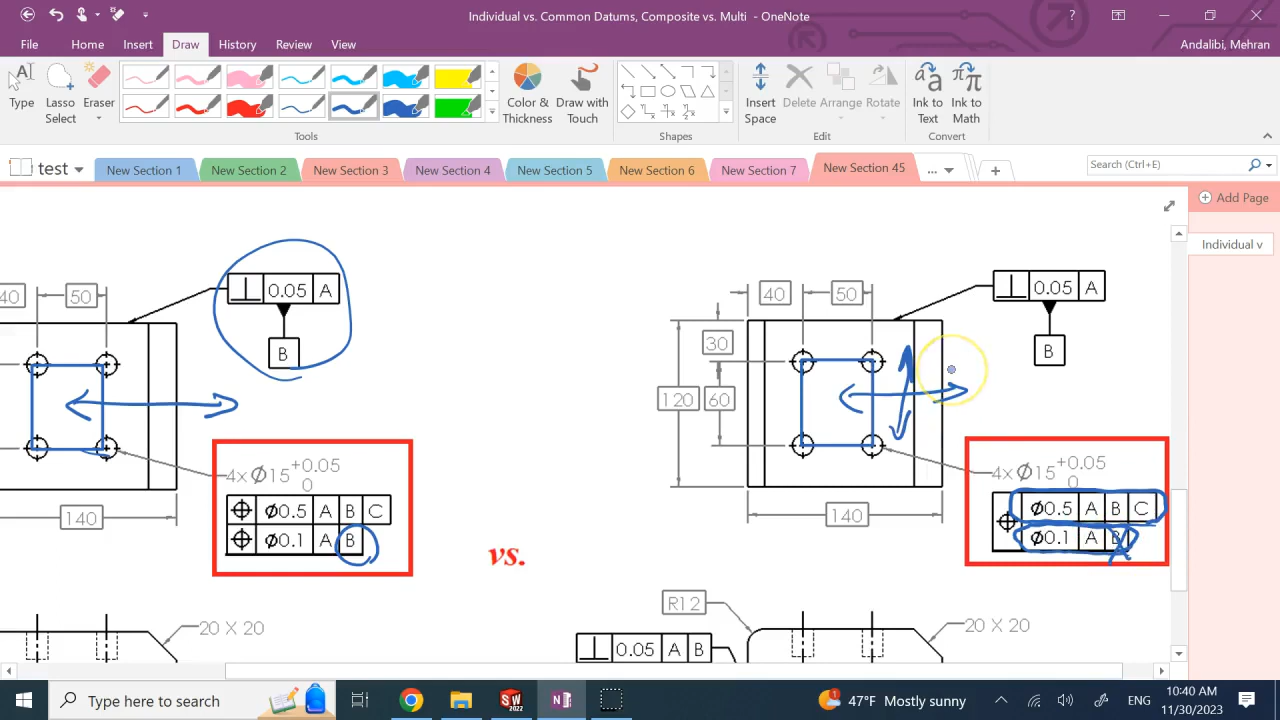 Individual vs. Common Datums, Composite vs. Multi - OneNote
Andalibi, Mehran
File Home Insert Draw History Review View
Type Lasso Select Eraser Color & Thickness Draw with Touch Insert Space Delete Arrange Rotate Ink to Text Ink to Math
Tools Shapes Edit Convert
test New Section 1 New Section 2 New Section 3 New Section 4 New Section 5 New Section 6 New Section 7 New Section 45 ...
Search (Ctrl+E)
Add Page
Individual v
40 50
⊥ 0.05 A
B
4x Ø15 +0.05 0
⌖ Ø0.5 A B C
⌖ Ø0.1 A B
140
20 X 20
vs.
40 50
30
120 60
⊥ 0.05 A
B
4x Ø15 +0.05 0
⌖ Ø0.5 A B C
Ø0.1 A B
140
R12
20 X 20
⊥ 0.05 A B
Type here to search
SW 2022
1
47°F Mostly sunny
ENG
10:40 AM
11/30/2023